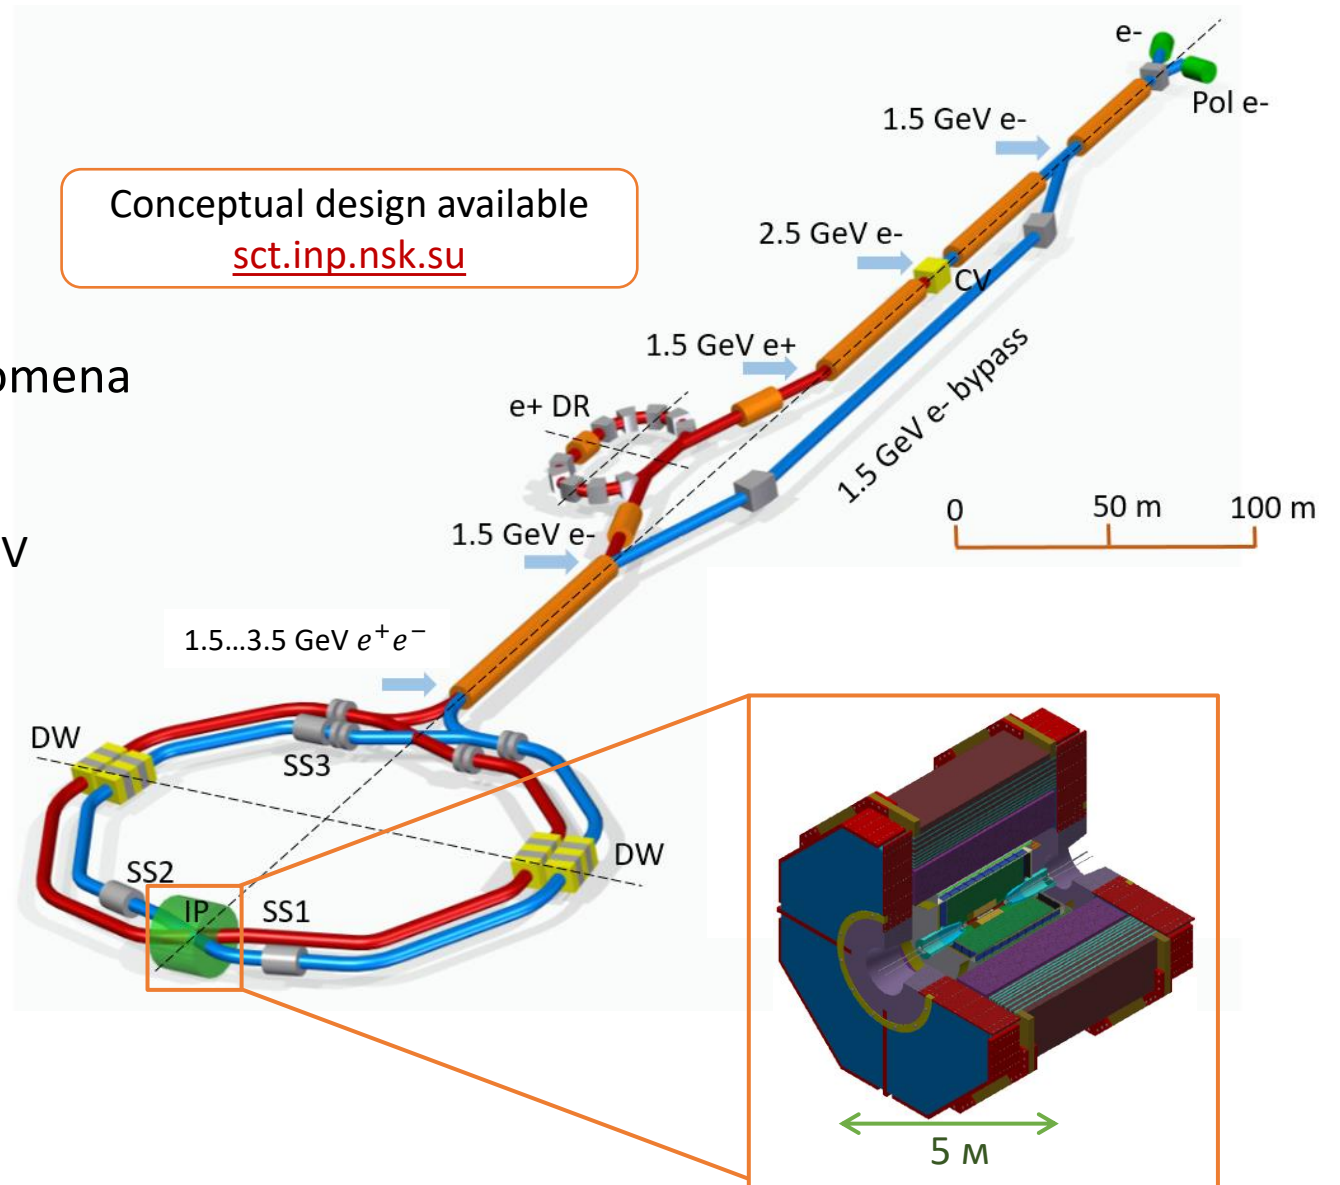 e-
Pol e-
1.5 GeV e-
Conceptual design available
sct.inp.nsk.su
2.5 GeV e-
CV
1.5 GeV e+
omena
e+ DR
1.5 GeV e- bypass
0 50 m 100 m
1.5 GeV e-
V
1.5...3.5 GeV e⁺e⁻
DW
SS3
DW
SS2
IP
SS1
5 м